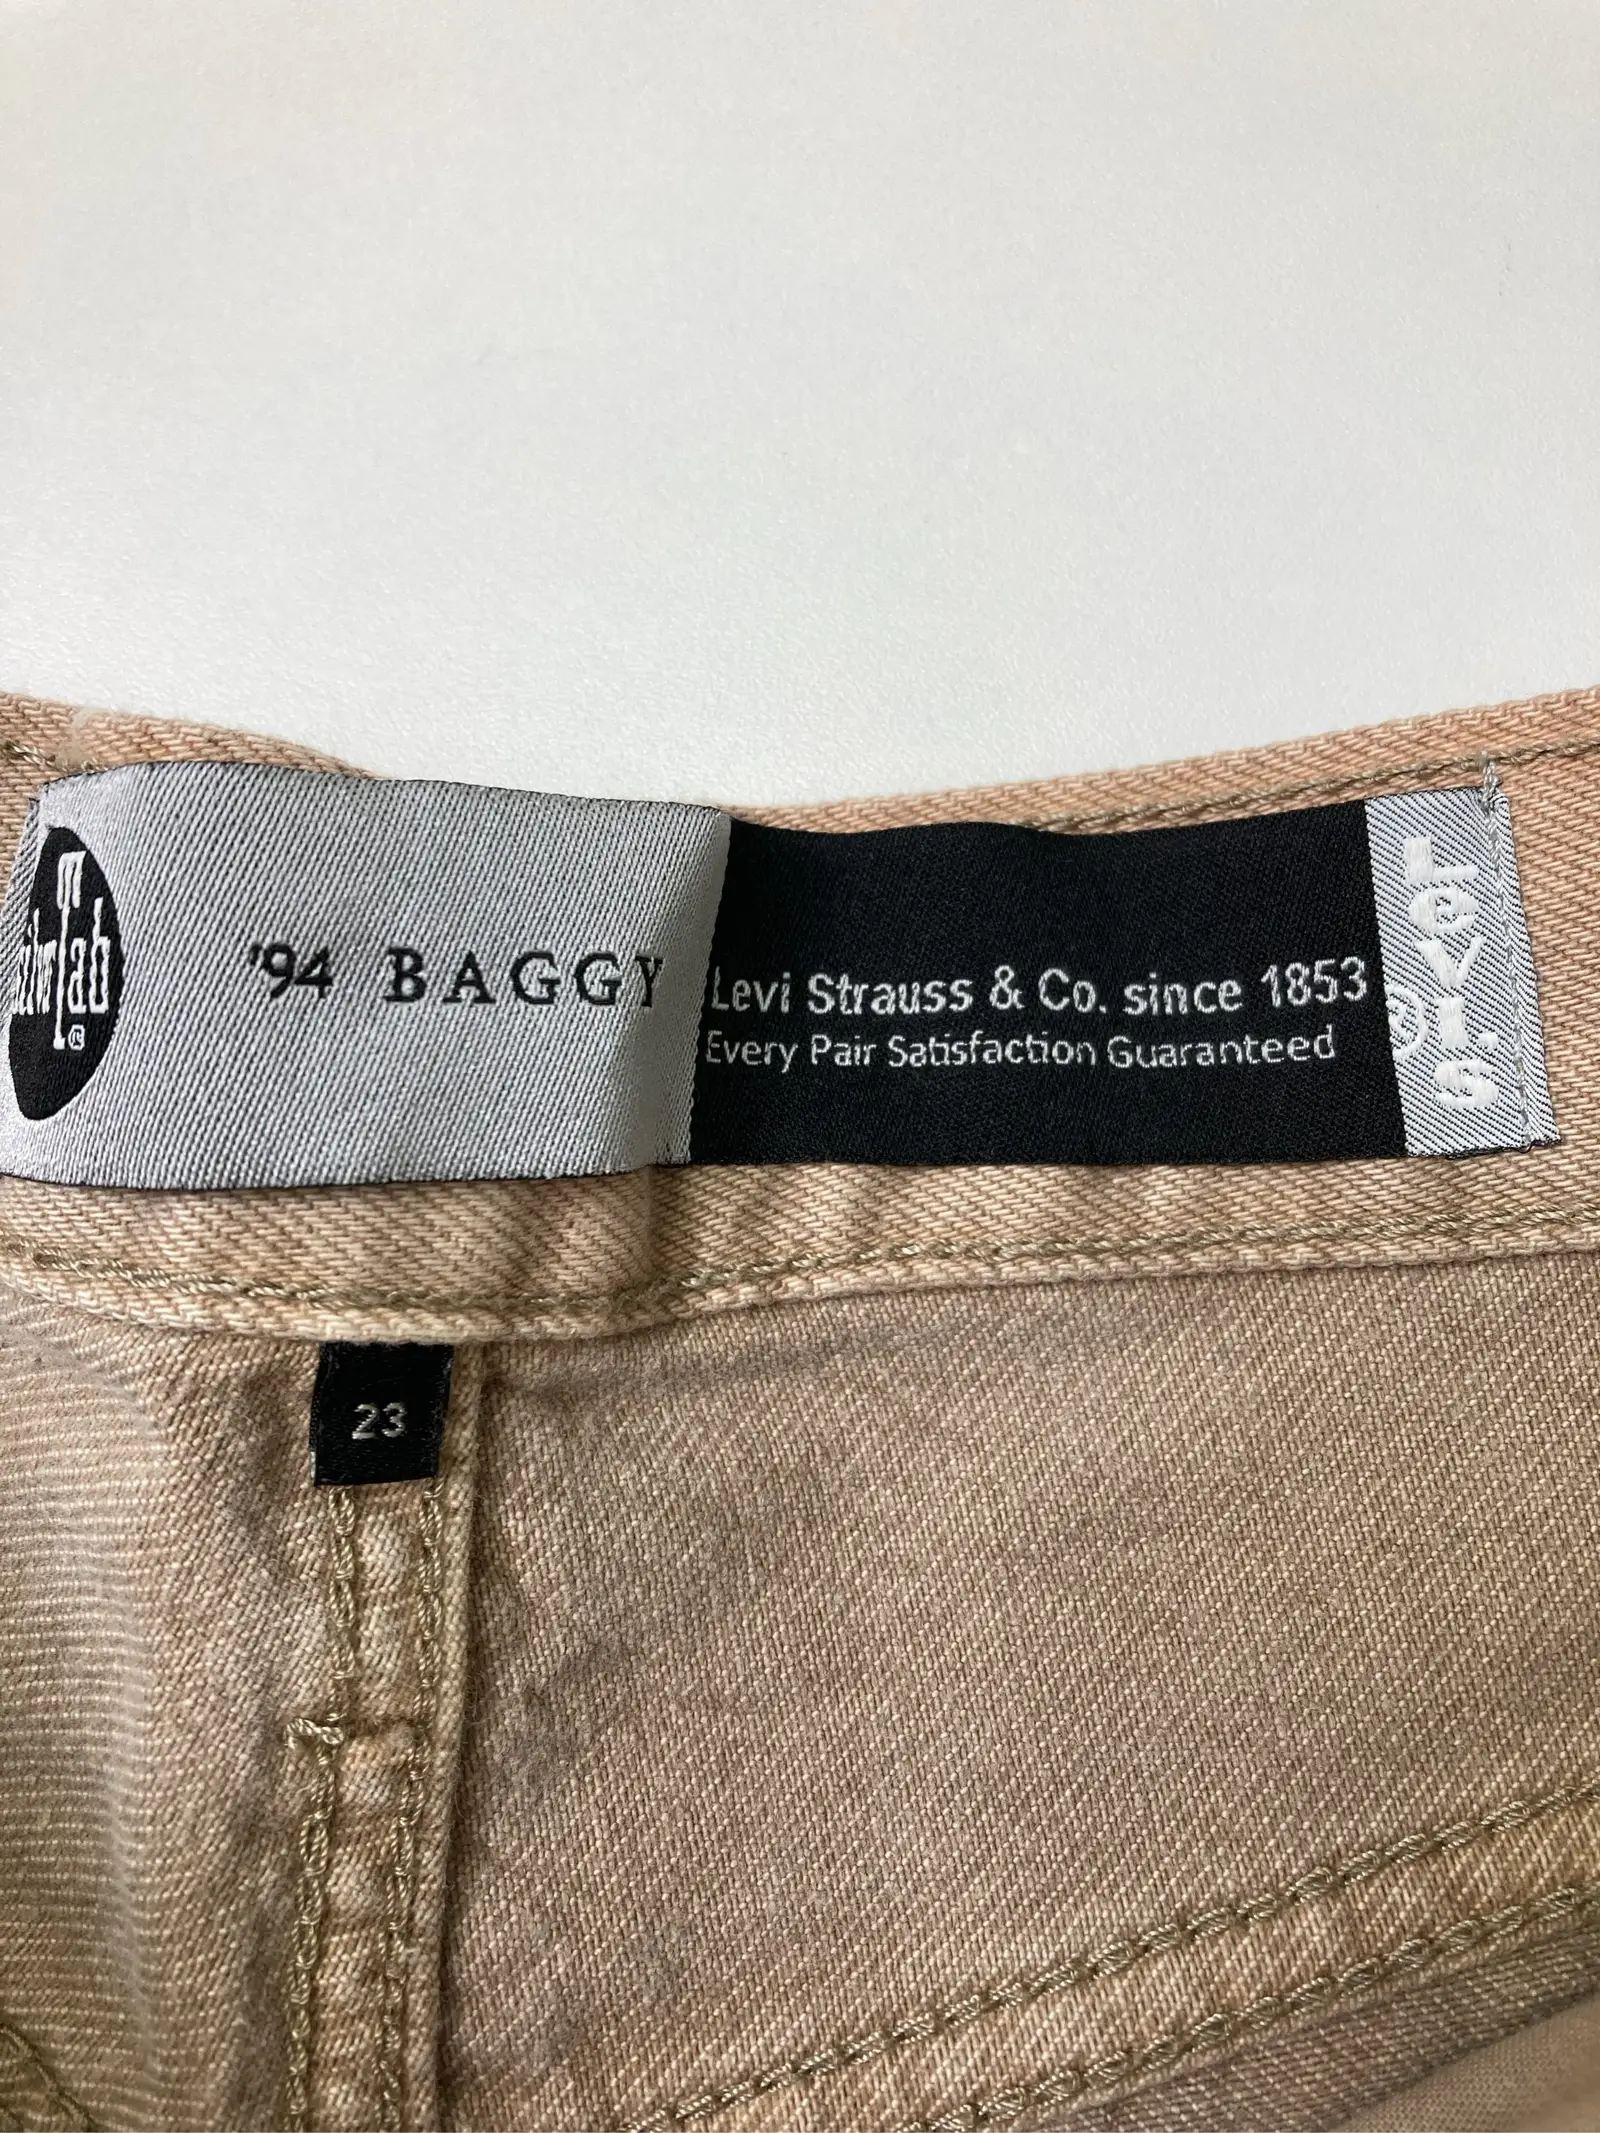 silverTab®
'94 BAGGY
Levi Strauss & Co. since 1853
Every Pair Satisfaction Guaranteed
Levi's®
23